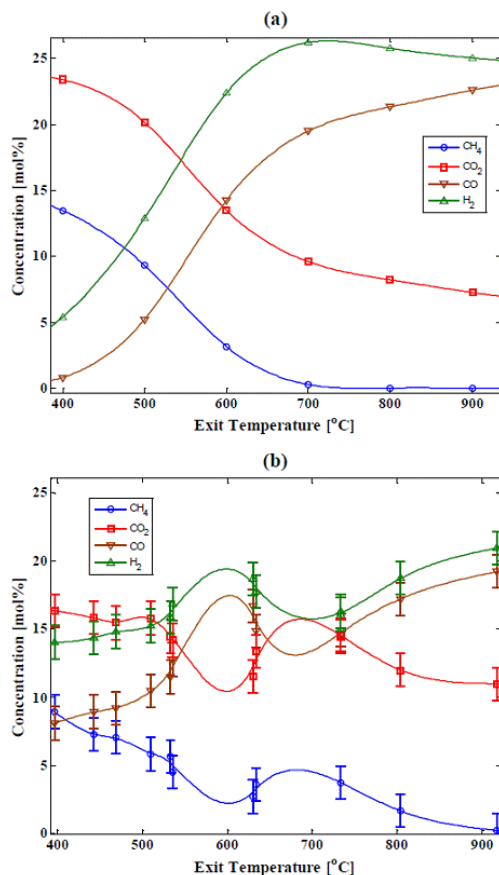 (a)
25
20
15
10
5
0
Concentration [mol%]
CH4
CO2
CO
H2
400 500 600 700 800 900
Exit Temperature [oC]
(b)
25
20
15
10
5
0
Concentration [mol%]
CH4
CO2
CO
H2
400 500 600 700 800 900
Exit Temperature [oC]